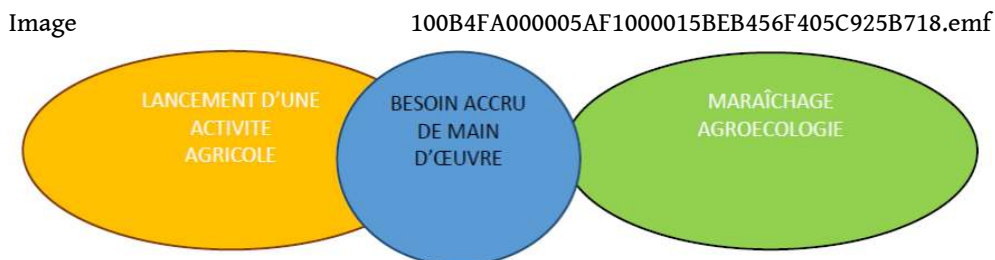 Image 100B4FA000005AF1000015BEB456F405C925B718.emf
LANCEMENT D’UNE
ACTIVITE
AGRICOLE
BESOIN ACCRU
DE MAIN
D’ŒUVRE
MARAÎCHAGE
AGROECOLOGIE